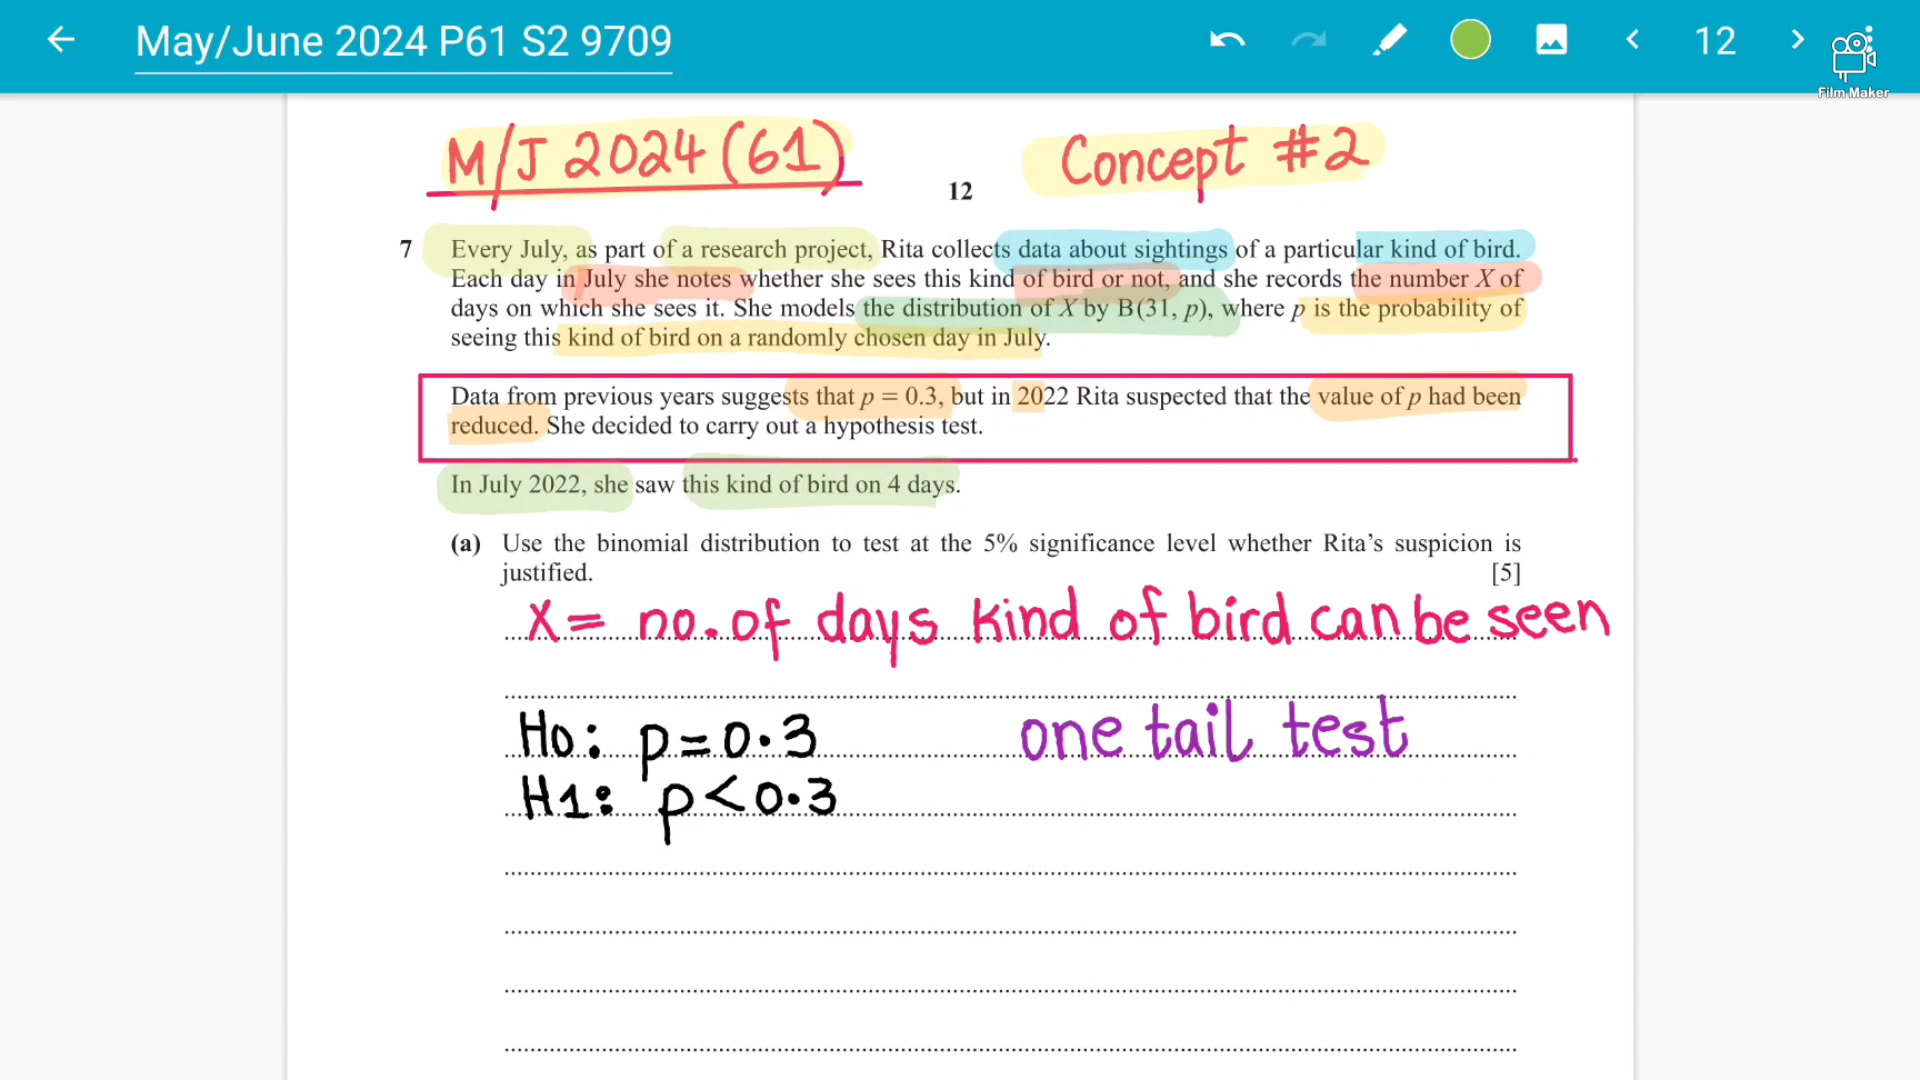 May/June 2024 P61 S2 9709
12
Film Maker
M/J 2024 (61)
Concept #2
12
7 Every July, as part of a research project, Rita collects data about sightings of a particular kind of bird.
Each day in July she notes whether she sees this kind of bird or not, and she records the number X of
days on which she sees it. She models the distribution of X by B(31, p), where p is the probability of
seeing this kind of bird on a randomly chosen day in July.
Data from previous years suggests that p = 0.3, but in 2022 Rita suspected that the value of p had been
reduced. She decided to carry out a hypothesis test.
In July 2022, she saw this kind of bird on 4 days.
(a) Use the binomial distribution to test at the 5% significance level whether Rita's suspicion is
justified. [5]
X = no. of days kind of bird can be seen
H0: p=0.3 one tail test
H1: p<0.3